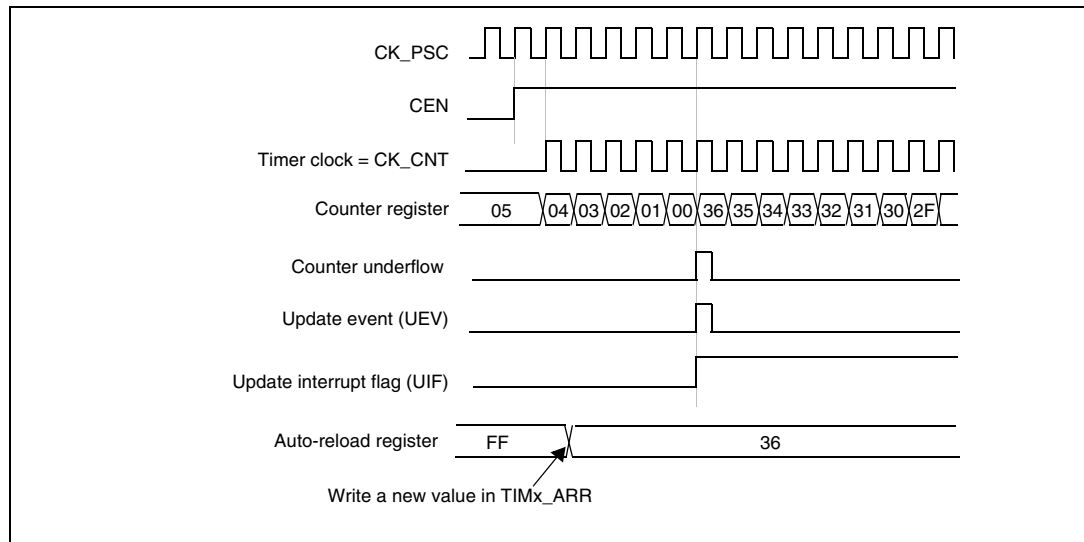 CK_PSC
CEN
Timer clock = CK_CNT
Counter register 05 04 03 02 01 00 36 35 34 33 32 31 30 2F
Counter underflow
Update event (UEV)
Update interrupt flag (UIF)
Auto-reload register FF 36
Write a new value in TIMx_ARR